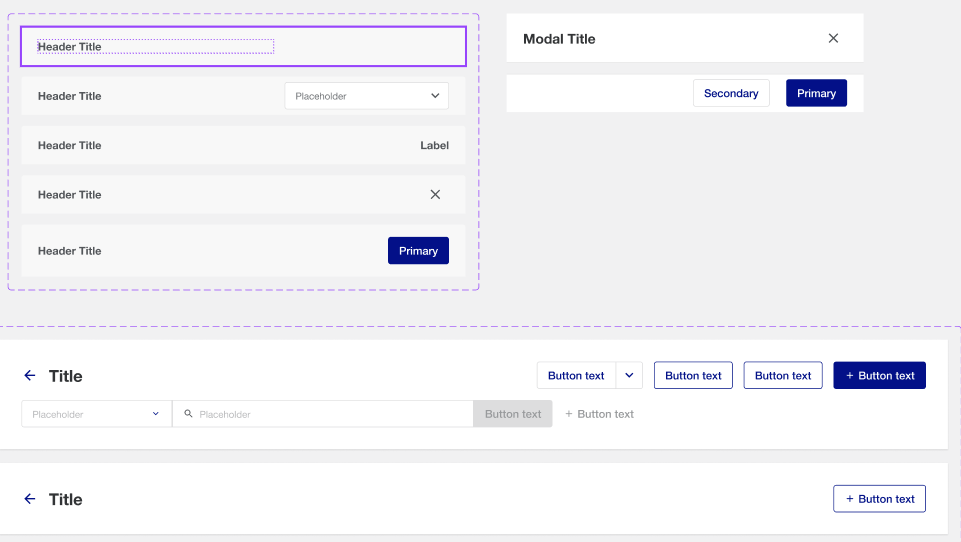 Header Title
Header Title
Placeholder
Header Title
Label
Header Title
Header Title
Primary
Modal Title
Secondary
Primary
Title
Button text
Button text
Button text
+ Button text
Placeholder
Placeholder
Button text
+ Button text
Title
+ Button text